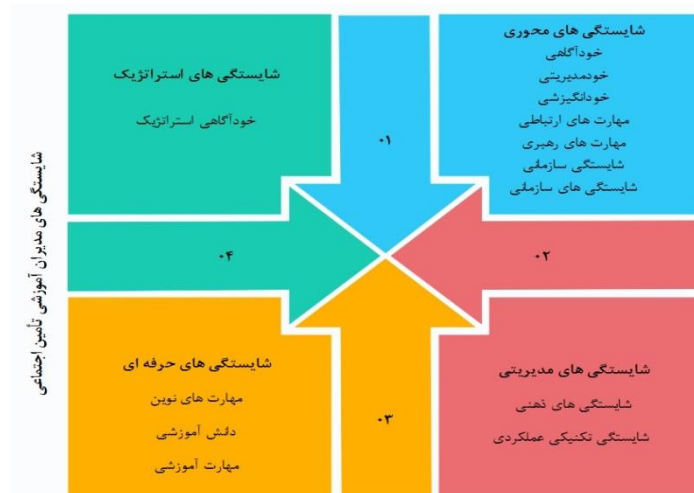 شایستگی های محوری
خودآگاهی
خودمدیریتی
خودانگیزشی
مهارت های ارتباطی
مهارت های رهبری
شایستگی سازمانی
شایستگی های سازمانی
۰۱
شایستگی های استراتژیک
خودآگاهی استراتژیک
۰۲
۰۴
شایستگی های مدیریتی
شایستگی های ذهنی
شایستگی تکنیکی عملکردی
۰۳
شایستگی های حرفه ای
مهارت های نوین
دانش آموزشی
مهارت آموزشی
شایستگی های مدیران آموزشی تأمین اجتماعی